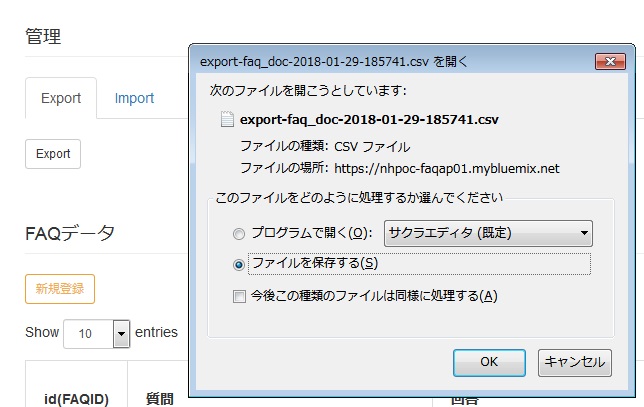 管理
Export Import
Export
FAQデータ
新規登録
Show 10 entries
id(FAQID) 質問 回答
export-faq_doc-2018-01-29-185741.csv を開く
次のファイルを開こうとしています:
export-faq_doc-2018-01-29-185741.csv
ファイルの種類: CSV ファイル
ファイルの場所: https://nhpoc-faqap01.mybluemix.net
このファイルをどのように処理するか選んでください
プログラムで開く(O): サクラエディタ (既定)
ファイルを保存する(S)
今後この種類のファイルは同様に処理する(A)
OK キャンセル